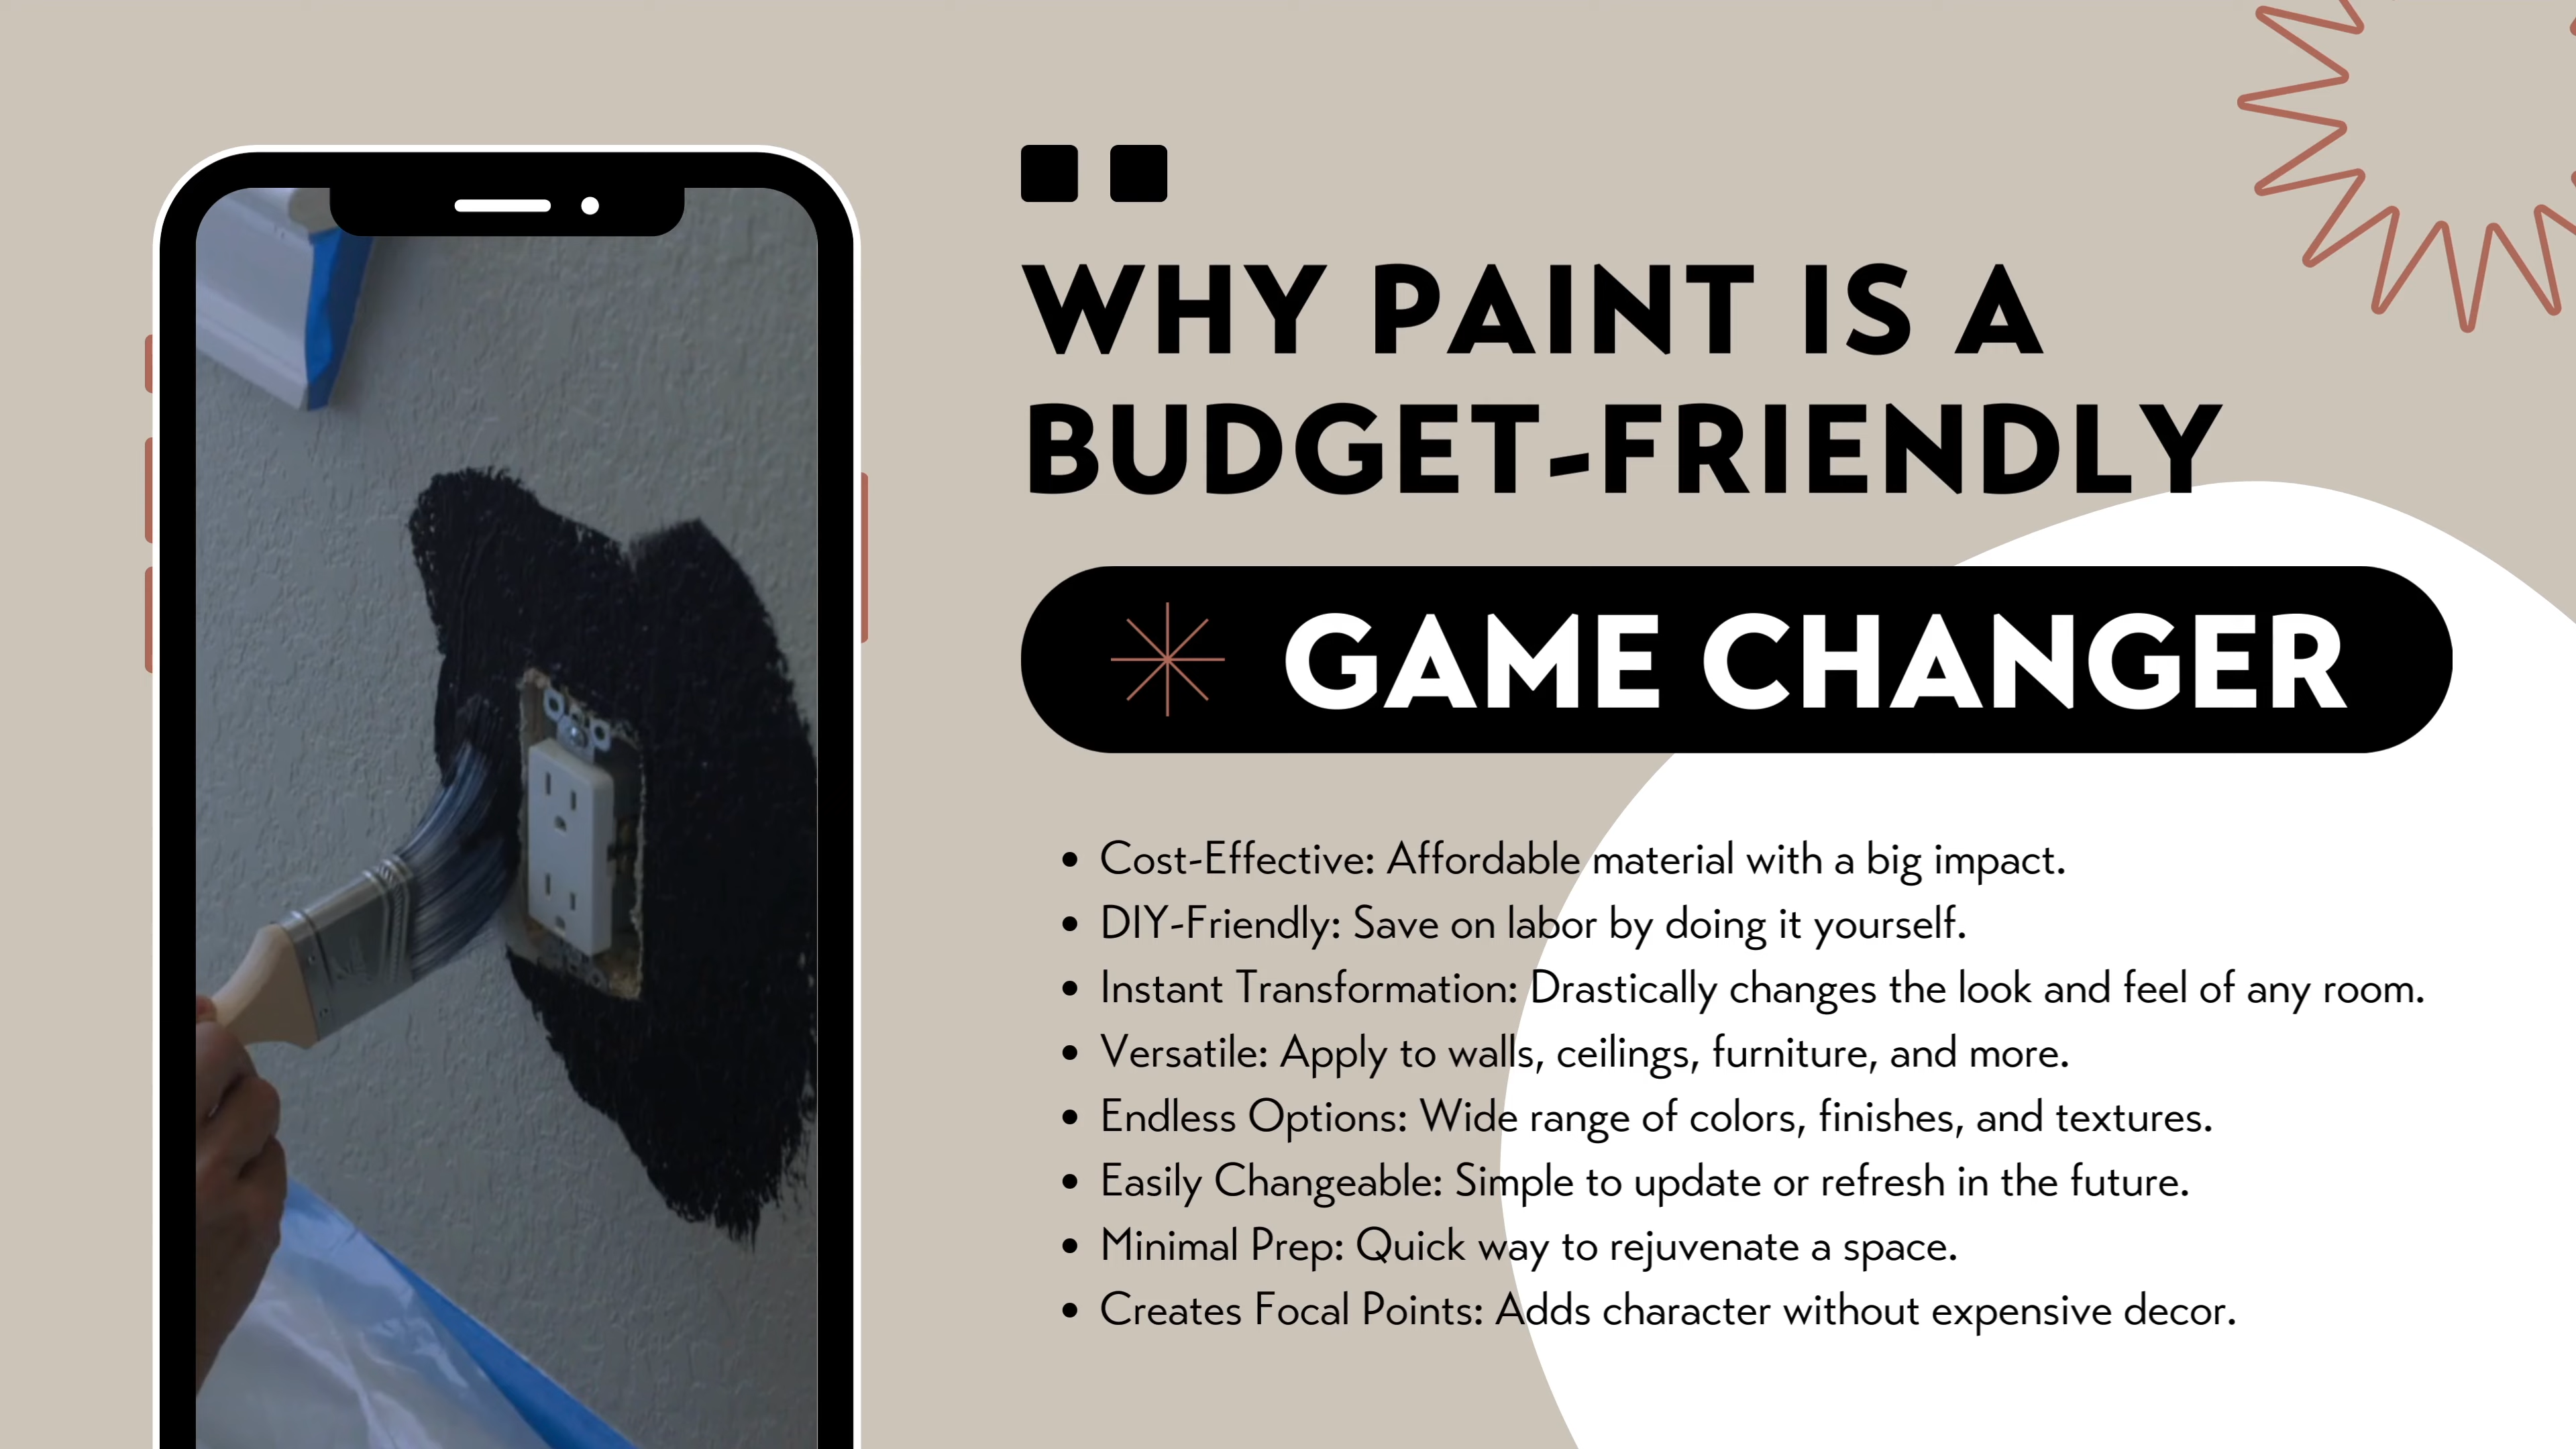 WHY PAINT IS A
BUDGET-FRIENDLY
GAME CHANGER
• Cost-Effective: Affordable material with a big impact.
• DIY-Friendly: Save on labor by doing it yourself.
• Instant Transformation: Drastically changes the look and feel of any room.
• Versatile: Apply to walls, ceilings, furniture, and more.
• Endless Options: Wide range of colors, finishes, and textures.
• Easily Changeable: Simple to update or refresh in the future.
• Minimal Prep: Quick way to rejuvenate a space.
• Creates Focal Points: Adds character without expensive decor.